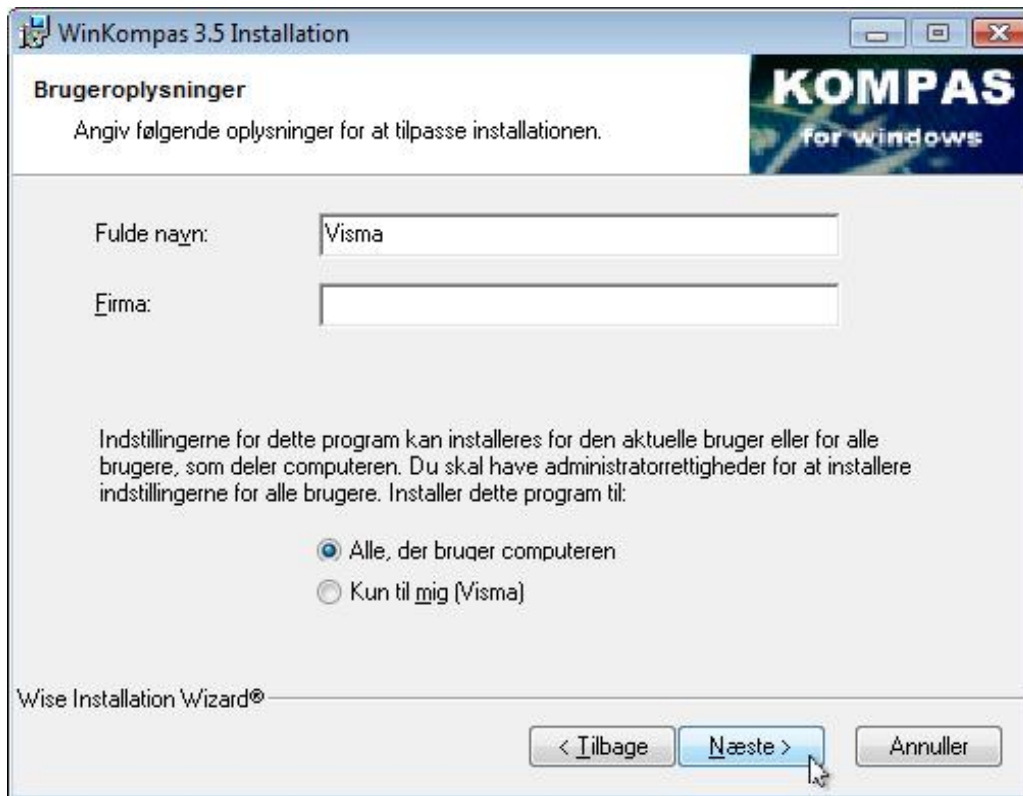 WinKompas 3.5 Installation
Brugeroplysninger
Angiv følgende oplysninger for at tilpasse installationen.
KOMPAS
for windows
Fulde navn:
Visma
Firma:
Indstillingerne for dette program kan installeres for den aktuelle bruger eller for alle
brugere, som deler computeren. Du skal have administratorrettigheder for at installere
indstillingerne for alle brugere. Installer dette program til:
Alle, der bruger computeren
Kun til mig (Visma)
Wise Installation Wizard®
< Tilbage
Næste >
Annuller